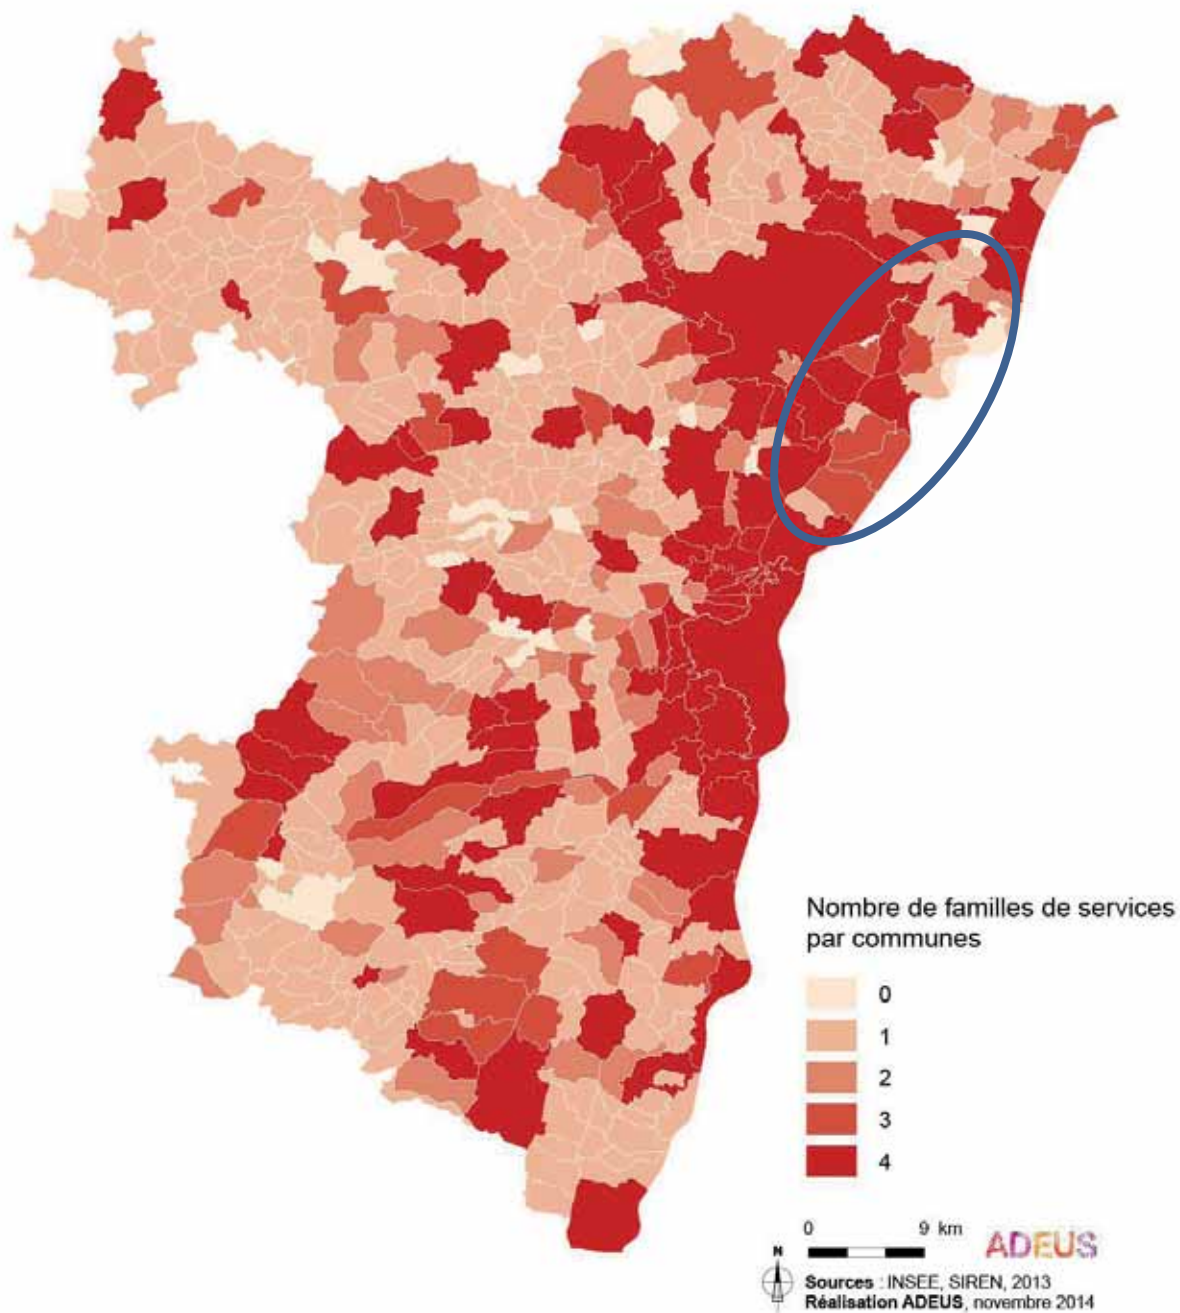 Nombre de familles de services
par communes
0
1
2
3
4
0 9 km
ADEUS
N
Sources : INSEE, SIREN, 2013
Réalisation ADEUS, novembre 2014